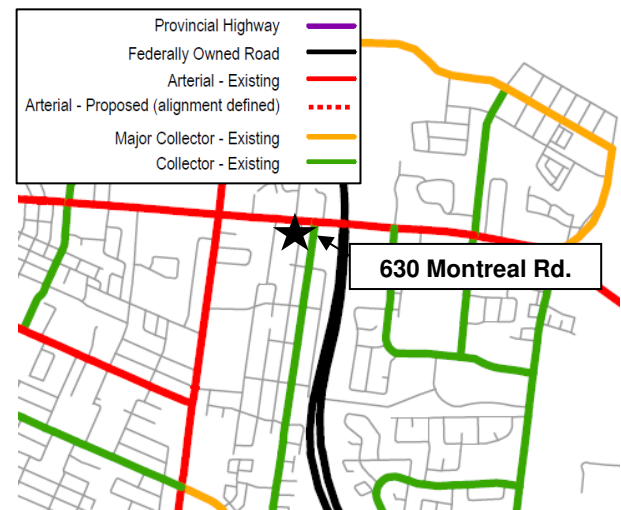 Provincial Highway
Federally Owned Road
Arterial - Existing
Arterial - Proposed (alignment defined)
Major Collector - Existing
Collector - Existing
630 Montreal Rd.